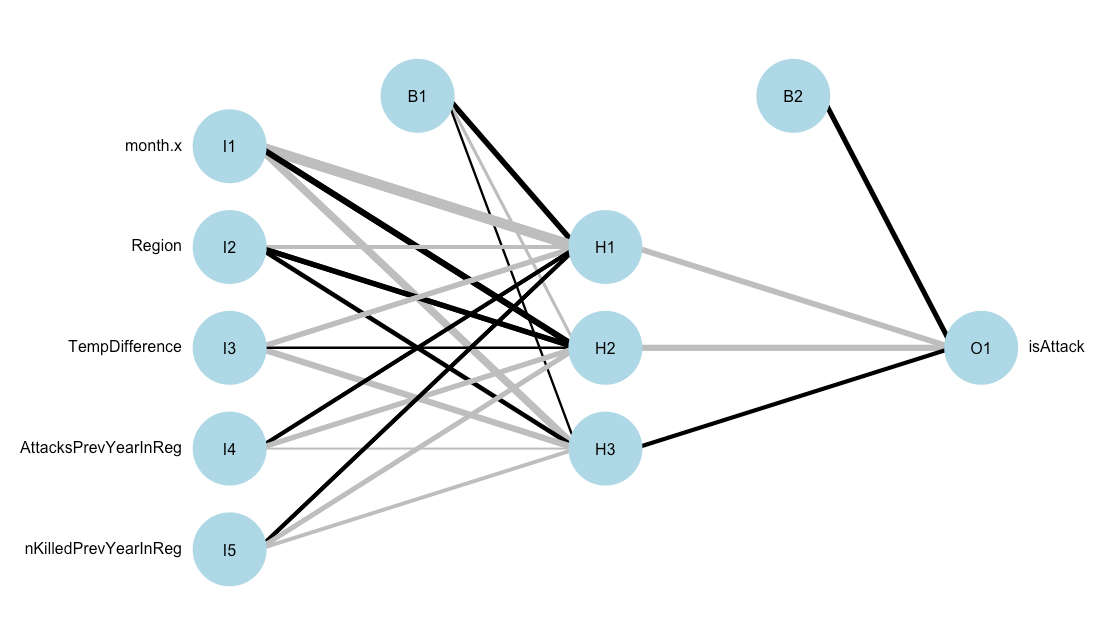 B1
B2
month.x
I1
Region
I2
H1
TempDifference
I3
H2
O1
isAttack
AttacksPrevYearInReg
I4
H3
nKilledPrevYearInReg
I5